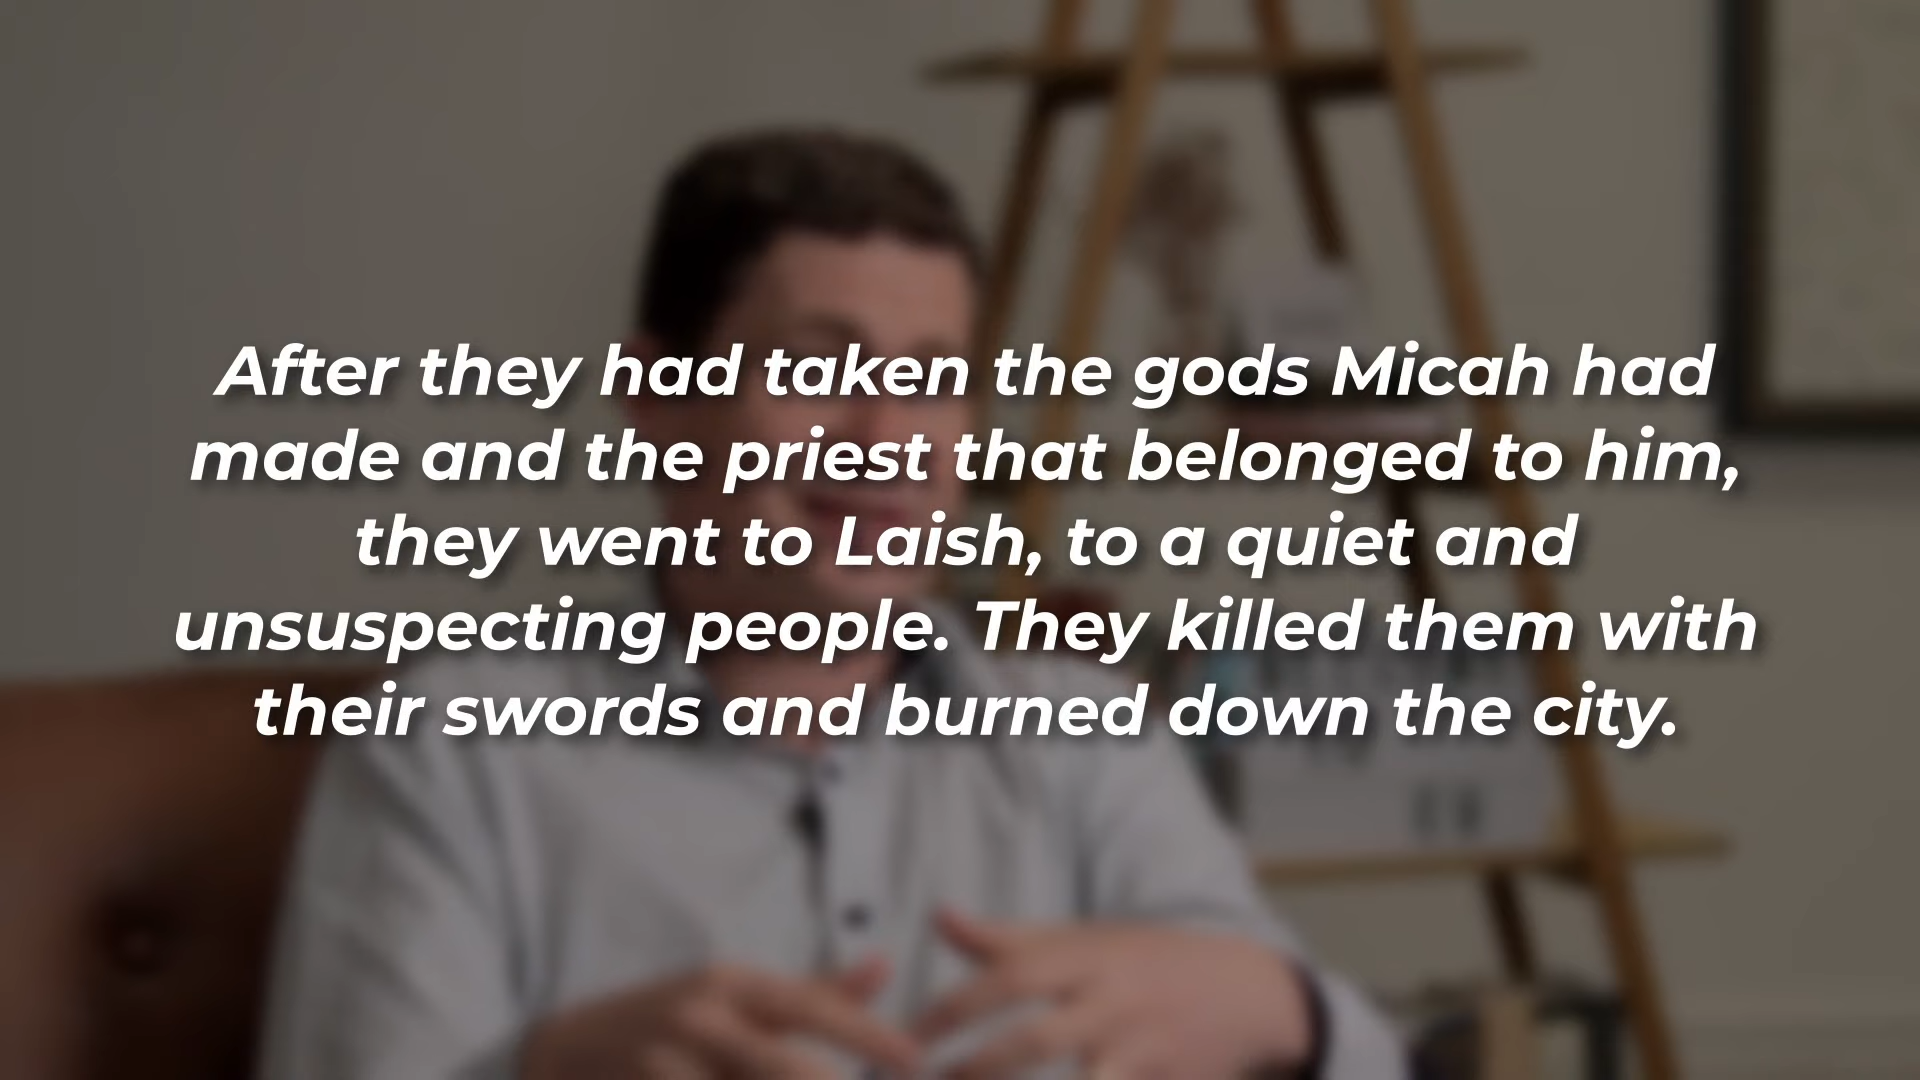 After they had taken the gods Micah had
made and the priest that belonged to him,
they went to Laish, to a quiet and
unsuspecting people. They killed them with
their swords and burned down the city.